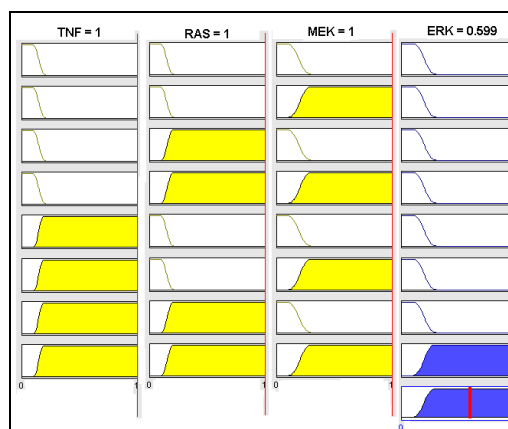 TNF = 1 RAS = 1 MEK = 1 ERK = 0.599
0 1 0 1 0 1
0